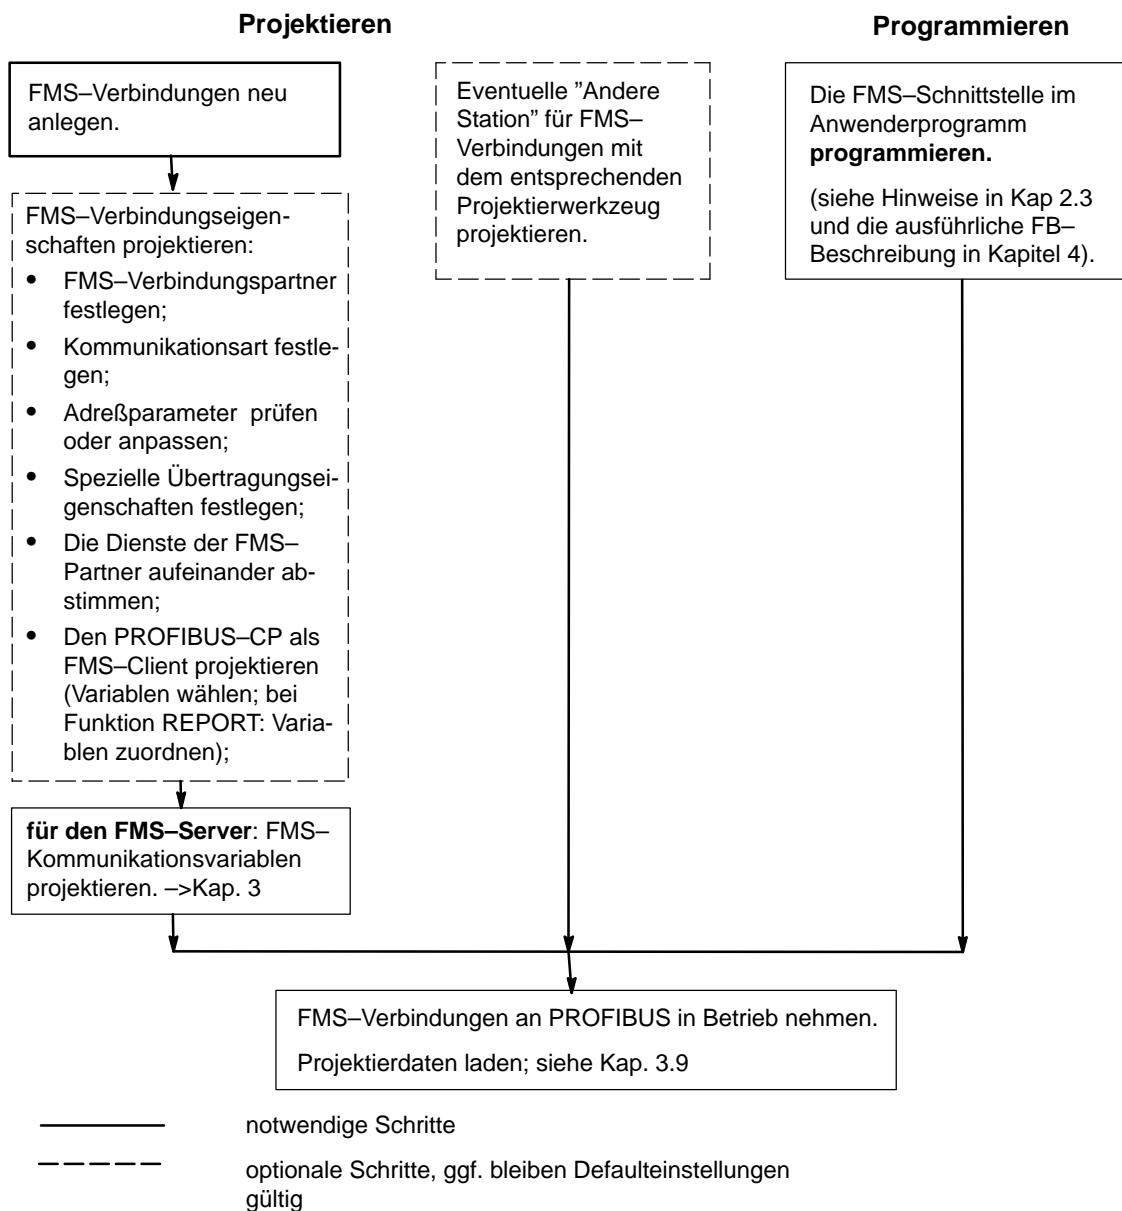 Projektieren
Programmieren
FMS–Verbindungen neu
anlegen.
FMS–Verbindungseigen-
schaften projektieren:
• FMS–Verbindungspartner
festlegen;
• Kommunikationsart festle-
gen;
• Adreßparameter prüfen
oder anpassen;
• Spezielle Übertragungsei-
genschaften festlegen;
• Die Dienste der FMS–
Partner aufeinander ab-
stimmen;
• Den PROFIBUS–CP als
FMS–Client projektieren
(Variablen wählen; bei
Funktion REPORT: Varia-
blen zuordnen);
für den FMS–Server: FMS–
Kommunikationsvariablen
projektieren. –>Kap. 3
Eventuelle ”Andere
Station” für FMS–
Verbindungen mit
dem entsprechenden
Projektierwerkzeug
projektieren.
Die FMS–Schnittstelle im
Anwenderprogramm
programmieren.
(siehe Hinweise in Kap 2.3
und die ausführliche FB–
Beschreibung in Kapitel 4).
FMS–Verbindungen an PROFIBUS in Betrieb nehmen.
Projektierdaten laden; siehe Kap. 3.9
notwendige Schritte
optionale Schritte, ggf. bleiben Defaulteinstellungen
gültig